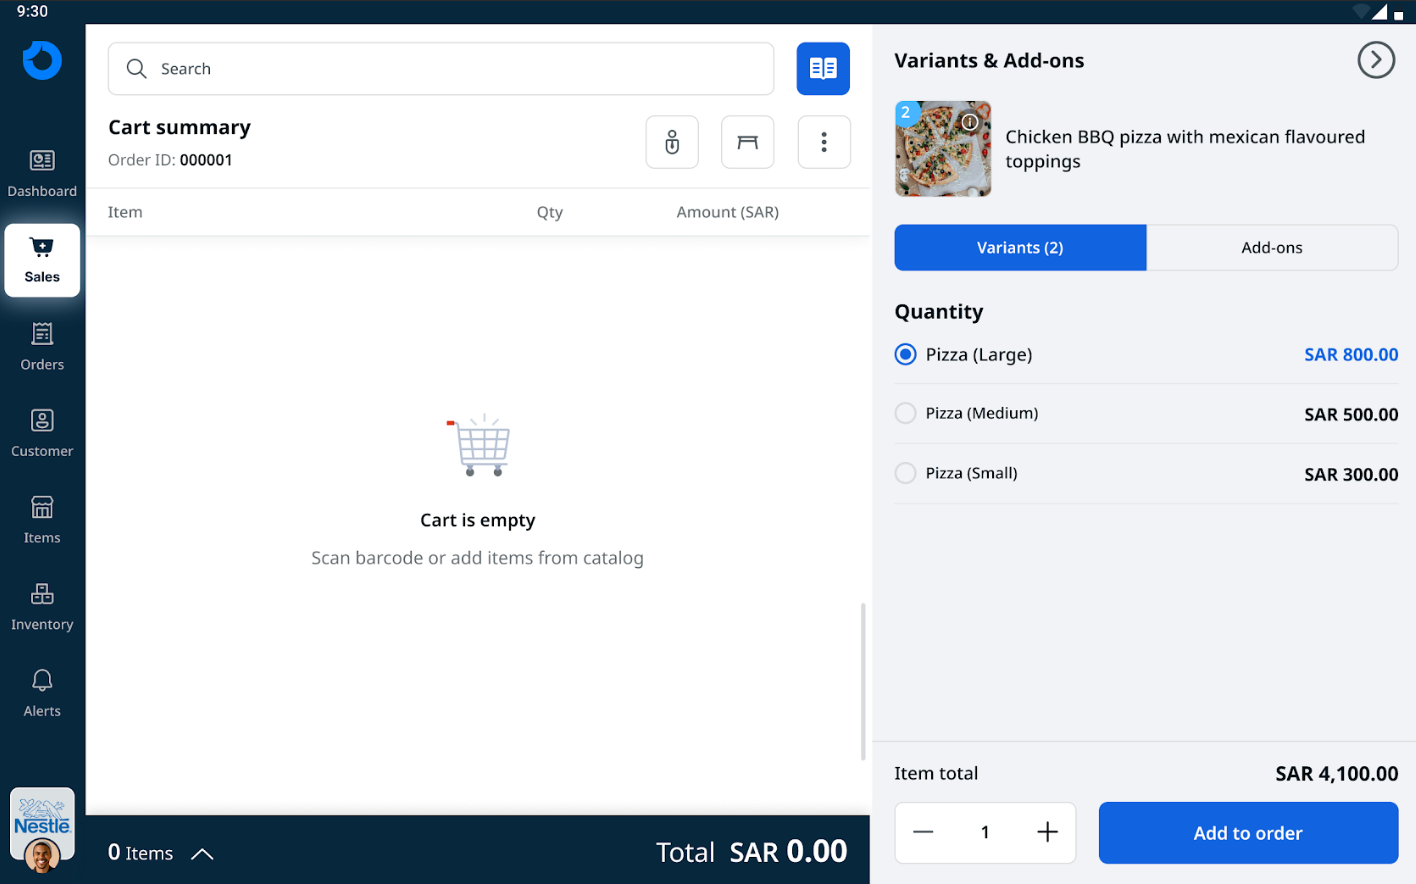 9:30
Dashboard
Sales
Orders
Customer
Items
Inventory
Alerts
Nestlé
Search
Cart summary
Order ID: 000001
Item Qty Amount (SAR)
Cart is empty
Scan barcode or add items from catalog
0 Items Total SAR 0.00
Variants & Add-ons
2
Chicken BBQ pizza with mexican flavoured
toppings
Variants (2) Add-ons
Quantity
Pizza (Large) SAR 800.00
Pizza (Medium) SAR 500.00
Pizza (Small) SAR 300.00
Item total SAR 4,100.00
1 Add to order